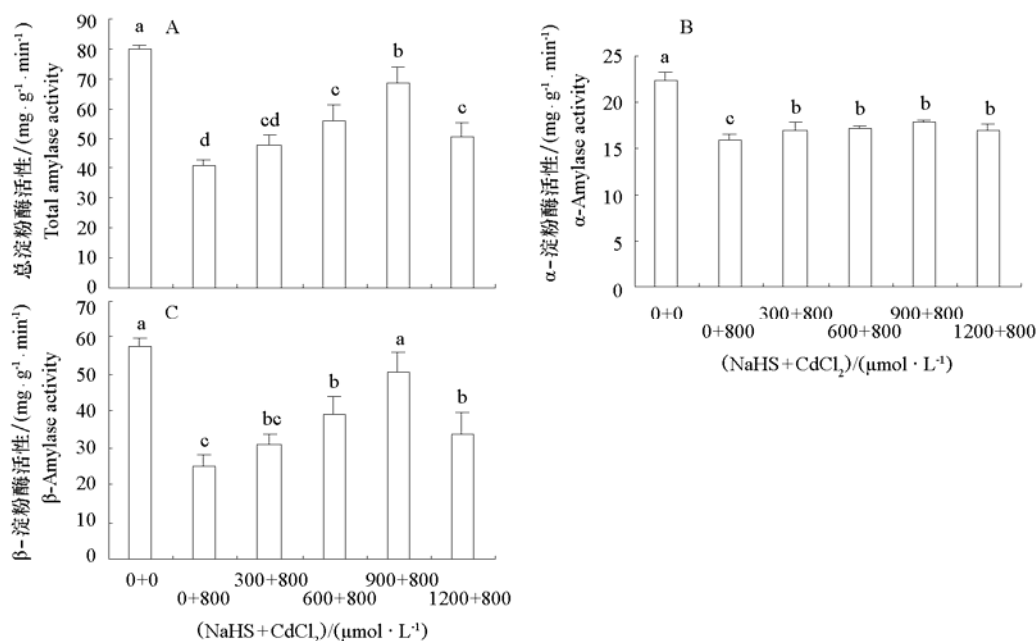 A
总淀粉酶活性/(mg·g⁻¹·min⁻¹)
Total amylase activity
90
80
70
60
50
40
30
20
10
0
a
d
cd
c
b
c
B
α-淀粉酶活性/(mg·g⁻¹·min⁻¹)
α-Amylase activity
25
20
15
10
5
0
a
c
b
b
b
b
0+0
0+800
300+800
600+800
900+800
1200+800
(NaHS+CdCl₂)/(μmol·L⁻¹)
C
β-淀粉酶活性/(mg·g⁻¹·min⁻¹)
β-Amylase activity
70
60
50
40
30
20
10
0
a
c
bc
b
a
b
0+0
0+800
300+800
600+800
900+800
1200+800
(NaHS+CdCl₂)/(μmol·L⁻¹)